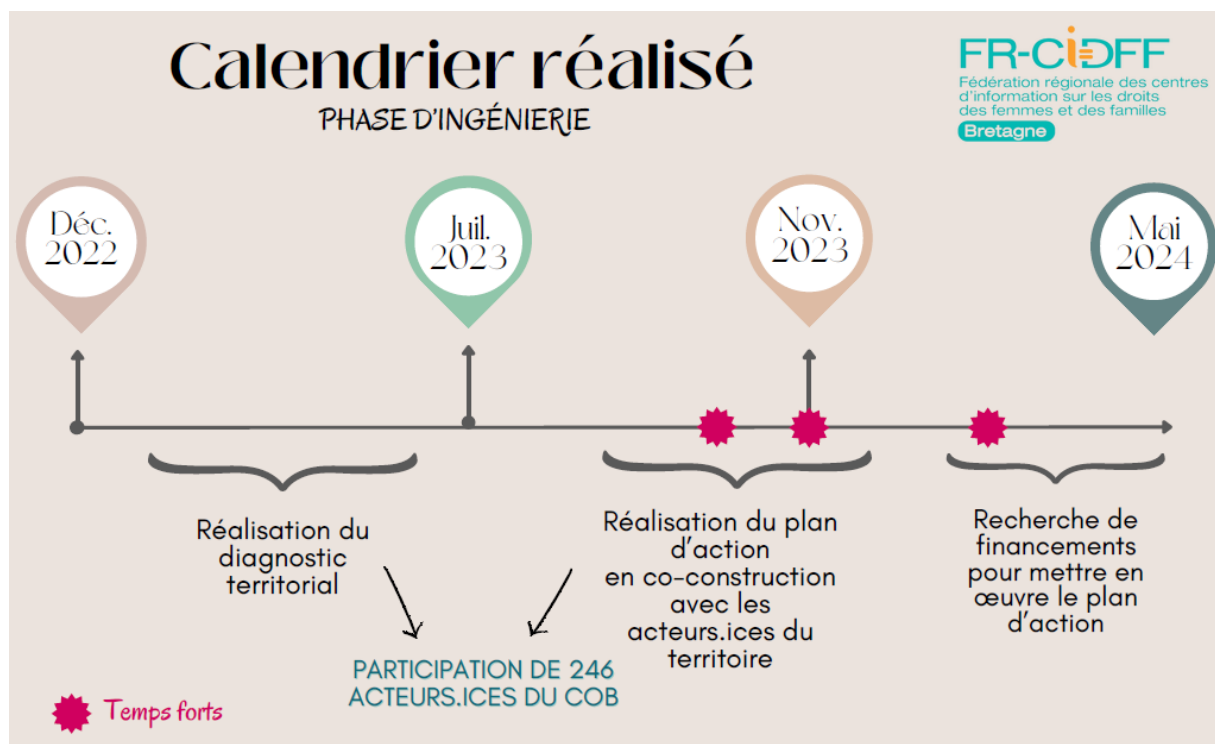 Calendrier réalisé
PHASE D'INGÉNIERIE
FR-CIDFF
Fédération régionale des centres
d'information sur les droits
des femmes et des familles
Bretagne
Déc.
2022
Juil.
2023
Nov.
2023
Mai
2024
Réalisation du
diagnostic
territorial
Réalisation du plan
d'action
en co-construction
avec les
acteurs.ices du
territoire
Recherche de
financements
pour mettre en
œuvre le plan
d'action
PARTICIPATION DE 246
ACTEURS.ICES DU COB
Temps forts